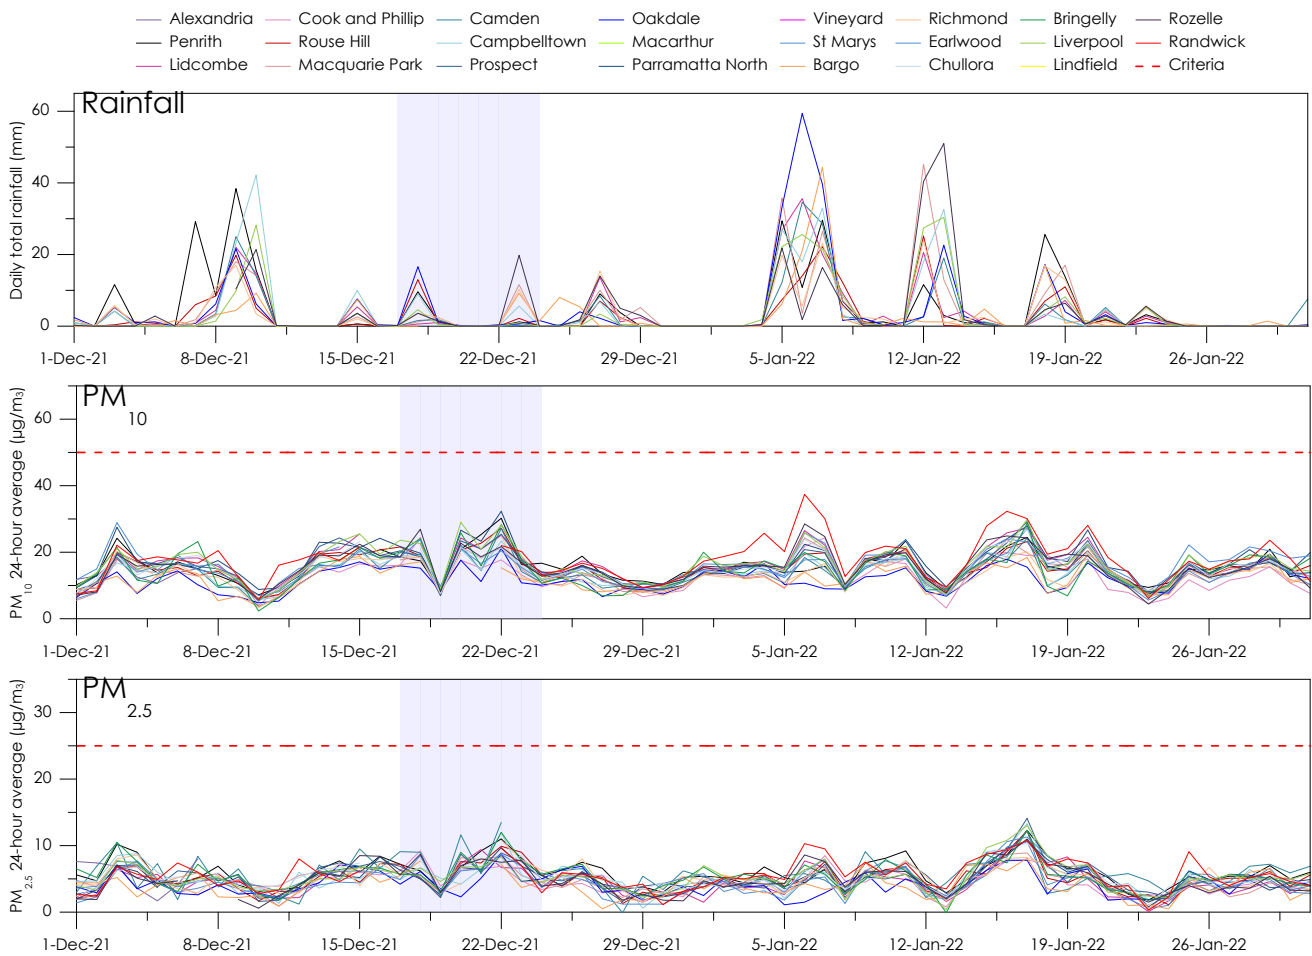 Alexandria Cook and Phillip Camden Oakdale Vineyard Richmond Bringelly Rozelle
Penrith Rouse Hill Campbelltown Macarthur St Marys Earlwood Liverpool Randwick
Lidcombe Macquarie Park Prospect Parramatta North Bargo Chullora Lindfield Criteria
Rainfall
Daily total rainfall (mm)
60
40
20
0
1-Dec-21 8-Dec-21 15-Dec-21 22-Dec-21 29-Dec-21 5-Jan-22 12-Jan-22 19-Jan-22 26-Jan-22
PM10
PM10 24-hour average (µg/m3)
60
40
20
0
1-Dec-21 8-Dec-21 15-Dec-21 22-Dec-21 29-Dec-21 5-Jan-22 12-Jan-22 19-Jan-22 26-Jan-22
PM2.5
PM2.5 24-hour average (µg/m3)
30
20
10
0
1-Dec-21 8-Dec-21 15-Dec-21 22-Dec-21 29-Dec-21 5-Jan-22 12-Jan-22 19-Jan-22 26-Jan-22